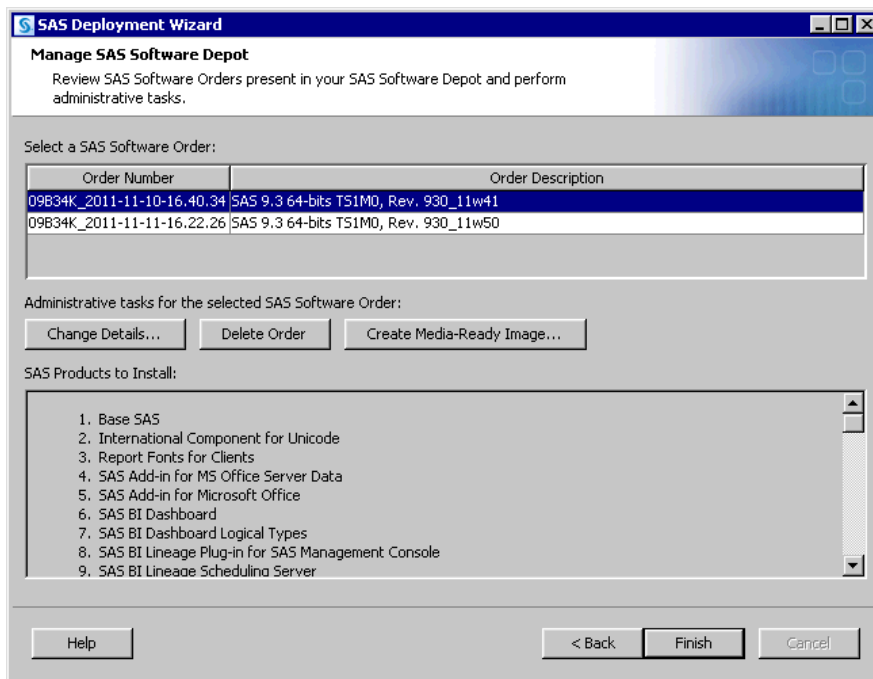 SAS Deployment Wizard
Manage SAS Software Depot
Review SAS Software Orders present in your SAS Software Depot and perform
administrative tasks.
Select a SAS Software Order:
Order Number Order Description
09B34K_2011-11-10-16.40.34 SAS 9.3 64-bits TS1M0, Rev. 930_11w41
09B34K_2011-11-11-16.22.26 SAS 9.3 64-bits TS1M0, Rev. 930_11w50
Administrative tasks for the selected SAS Software Order:
Change Details... Delete Order Create Media-Ready Image...
SAS Products to Install:
1. Base SAS
2. International Component for Unicode
3. Report Fonts for Clients
4. SAS Add-in for MS Office Server Data
5. SAS Add-in for Microsoft Office
6. SAS BI Dashboard
7. SAS BI Dashboard Logical Types
8. SAS BI Lineage Plug-in for SAS Management Console
9. SAS BI Lineage Scheduling Server
Help < Back Finish Cancel